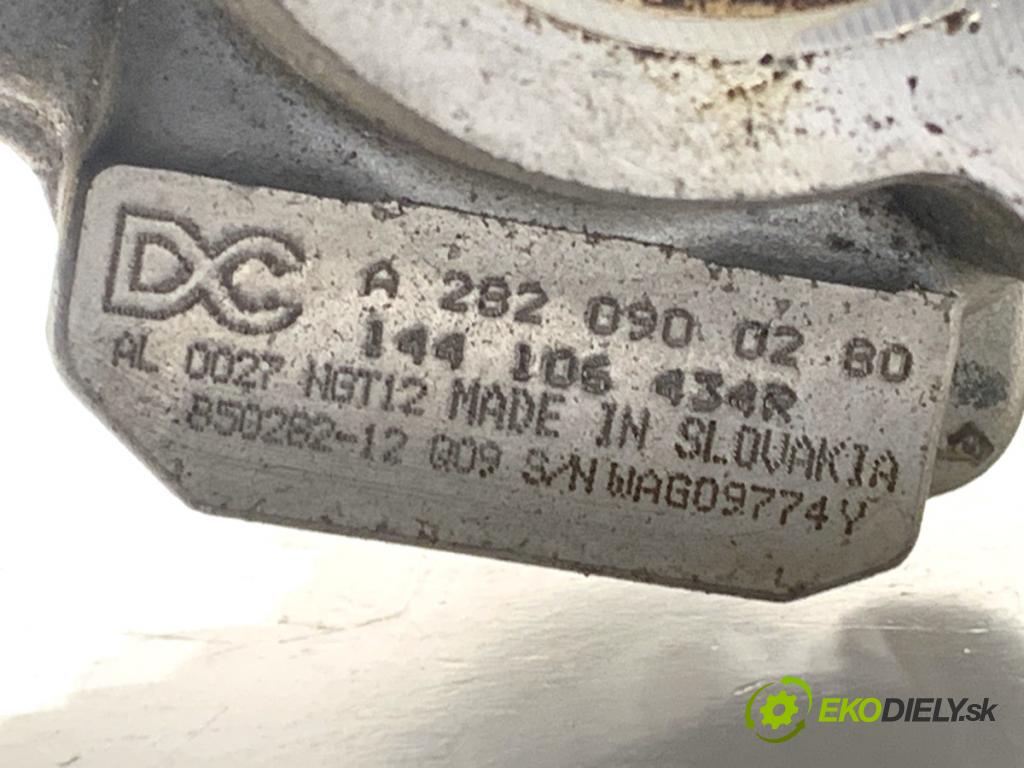 DC A 282 090 02 80
144 106 434R
AL 0027 NGT12 MADE IN SLOVAKIA
850282-12 Q09 S/N WAG09774Y
EKODIELY.sk